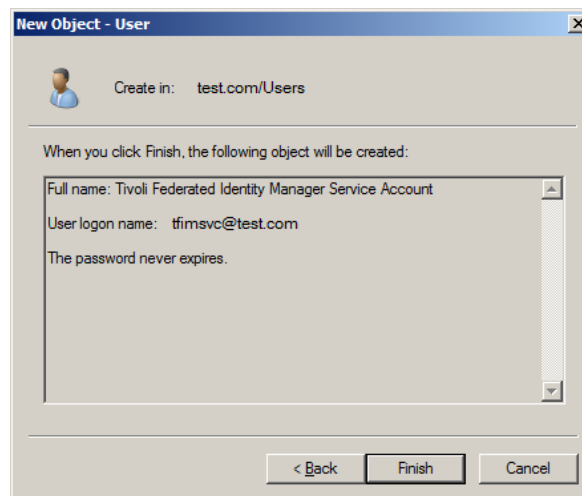 New Object - User
Create in: test.com/Users
When you click Finish, the following object will be created:
Full name: Tivoli Federated Identity Manager Service Account
User logon name: tfimsvc@test.com
The password never expires.
< Back Finish Cancel